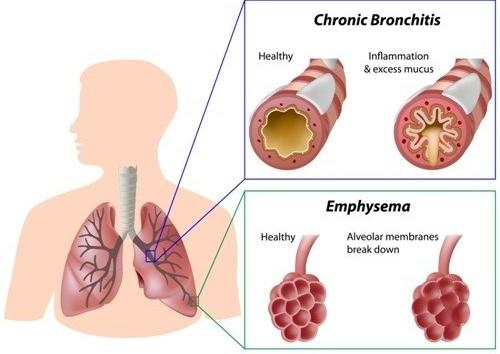 Chronic Bronchitis
Healthy
Inflammation
& excess mucus
Emphysema
Healthy
Alveolar membranes
break down